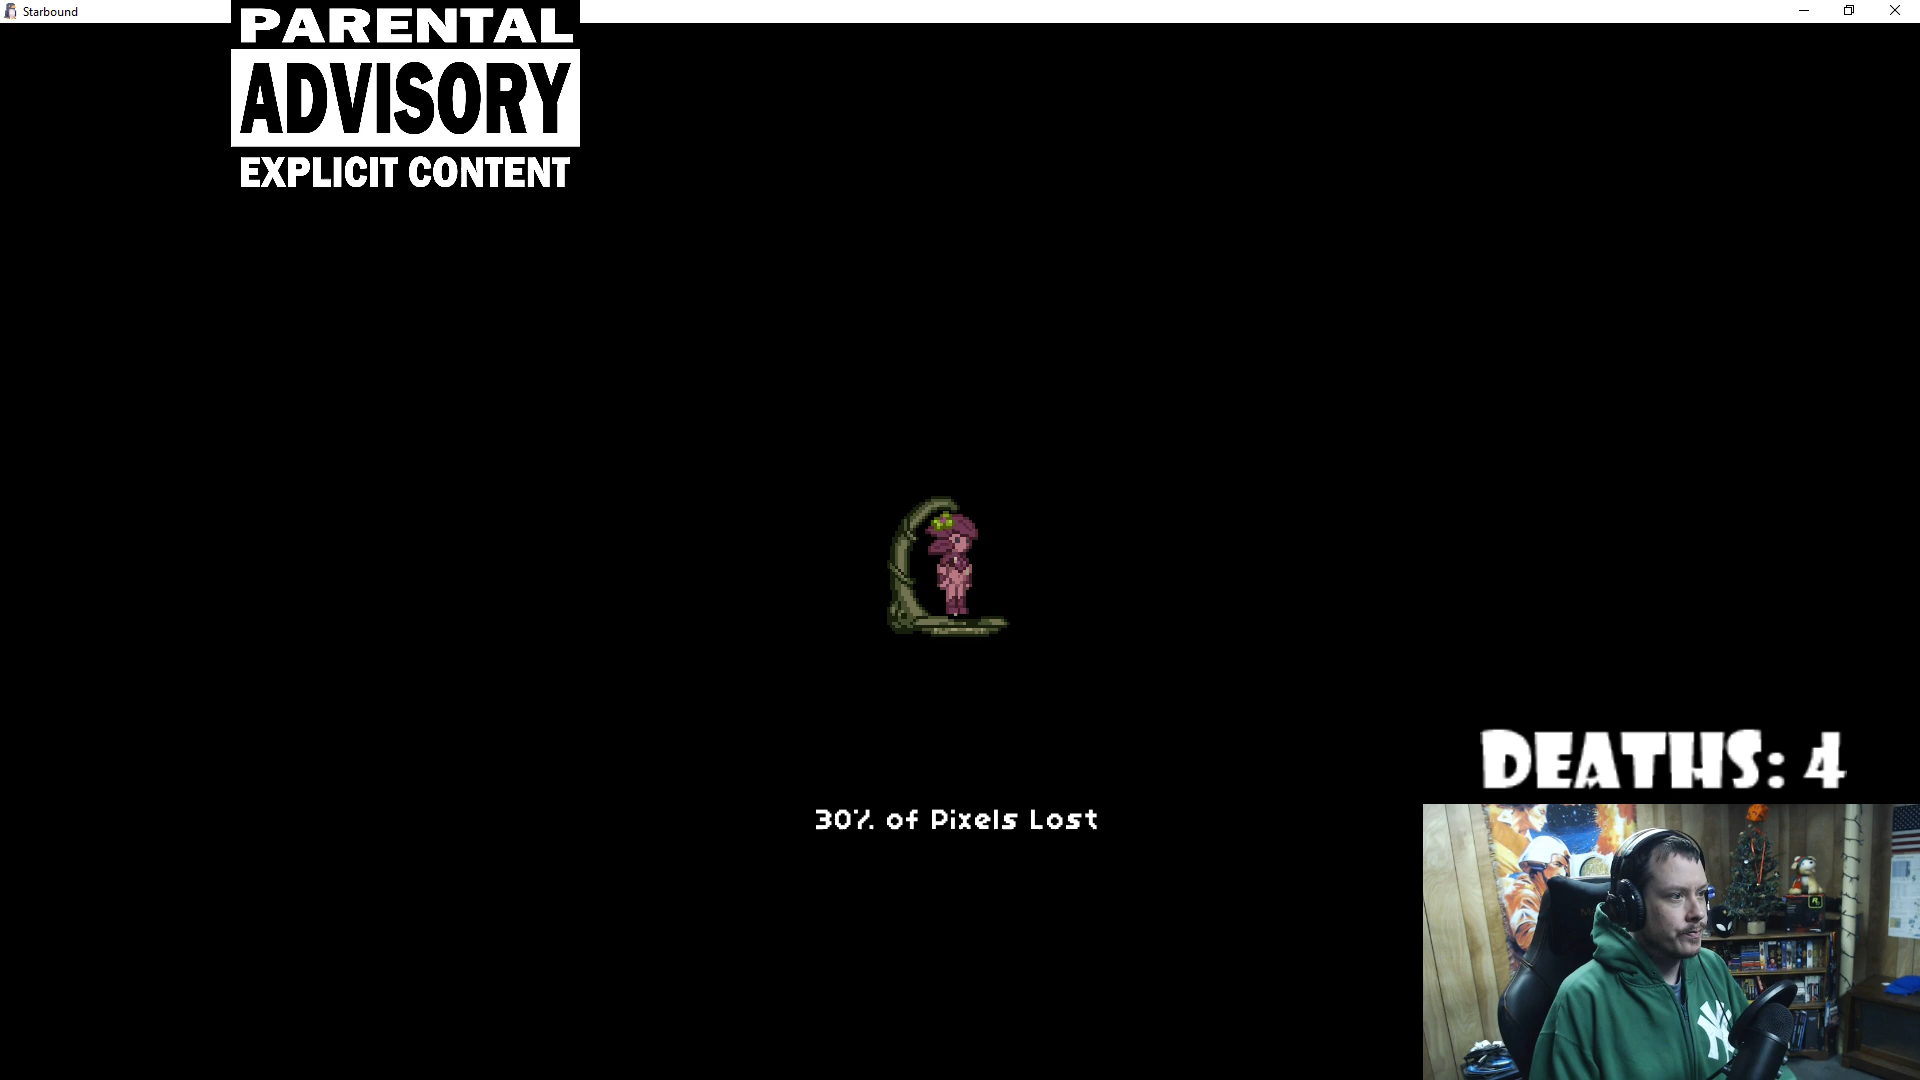 Starbound
PARENTAL
ADVISORY
EXPLICIT CONTENT
DEATHS: 4
30% of Pixels Lost